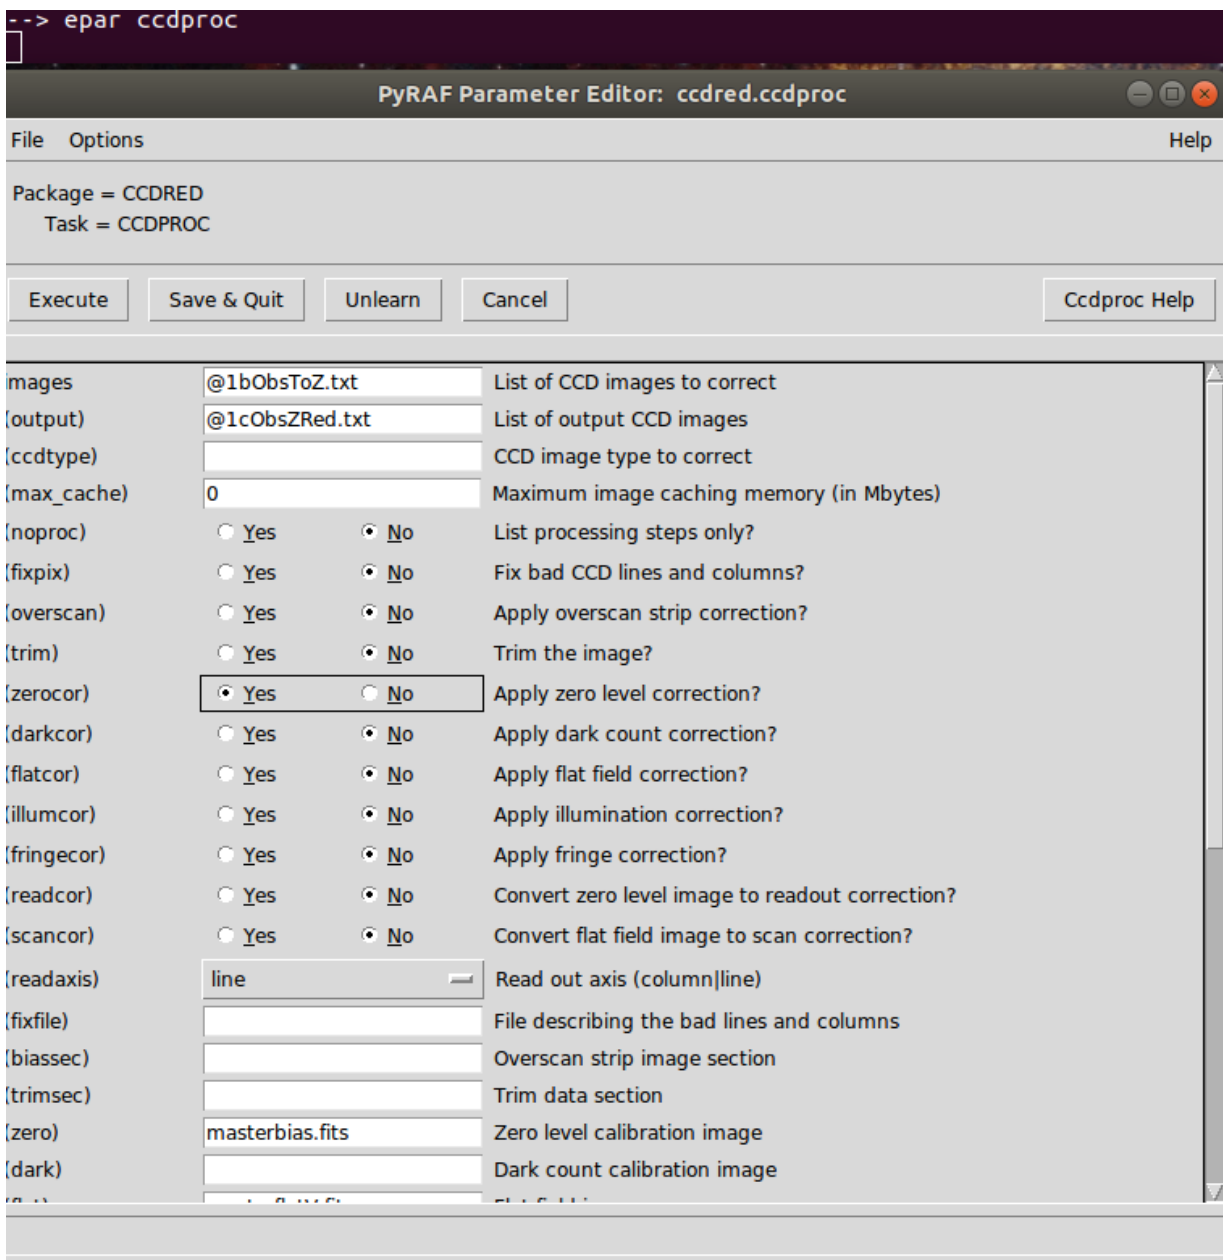 --> epar ccdproc
PyRAF Parameter Editor: ccdred.ccdproc
File Options Help
Package = CCDRED
Task = CCDPROC
Execute Save & Quit Unlearn Cancel Ccdproc Help
images @1bObsToZ.txt List of CCD images to correct
(output) @1cObsZRed.txt List of output CCD images
(ccdtype) CCD image type to correct
(max_cache) 0 Maximum image caching memory (in Mbytes)
(noproc) Yes No List processing steps only?
(fixpix) Yes No Fix bad CCD lines and columns?
(overscan) Yes No Apply overscan strip correction?
(trim) Yes No Trim the image?
(zerocor) Yes No Apply zero level correction?
(darkcor) Yes No Apply dark count correction?
(flatcor) Yes No Apply flat field correction?
(illumcor) Yes No Apply illumination correction?
(fringecor) Yes No Apply fringe correction?
(readcor) Yes No Convert zero level image to readout correction?
(scancor) Yes No Convert flat field image to scan correction?
(readaxis) line Read out axis (column|line)
(fixfile) File describing the bad lines and columns
(biassec) Overscan strip image section
(trimsec) Trim data section
(zero) masterbias.fits Zero level calibration image
(dark) Dark count calibration image